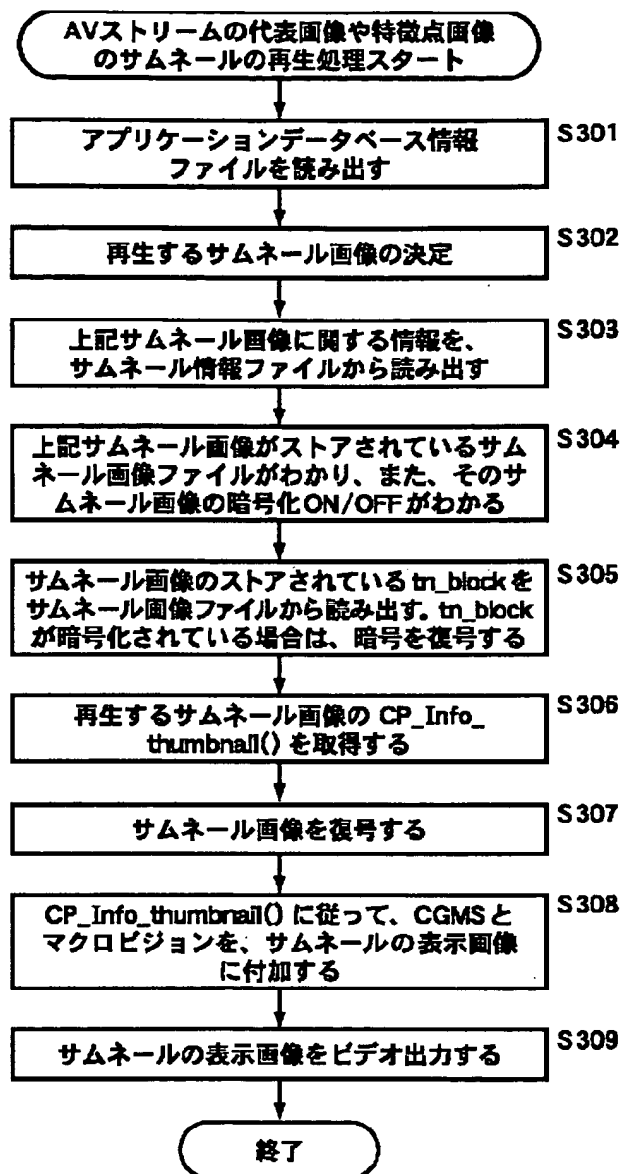 AVストリームの代表画像や特徴点画像
のサムネールの再生処理スタート
S301
アプリケーションデータベース情報
ファイルを読み出す
S302
再生するサムネール画像の決定
S303
上記サムネール画像に関する情報を、
サムネール情報ファイルから読み出す
S304
上記サムネール画像がストアされているサム
ネール画像ファイルがわかり、また、そのサ
ムネール画像の暗号化ON/OFFがわかる
S305
サムネール画像のストアされているtn_blockを
サムネール画像ファイルから読み出す。tn_block
が暗号化されている場合は、暗号を復号する
S306
再生するサムネール画像の CP_Info_
thumbnail() を取得する
S307
サムネール画像を復号する
S308
CP_Info_thumbnail() に従って、CGMSと
マクロビジョンを、サムネールの表示画像
に付加する
S309
サムネールの表示画像をビデオ出力する
終了